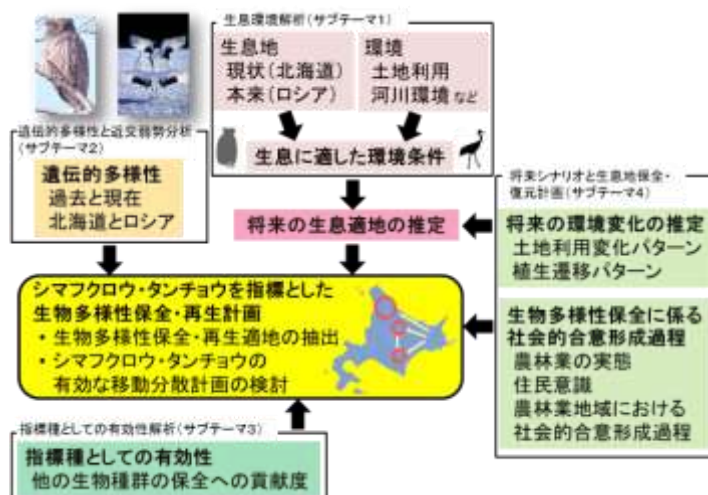 生息環境解析(サブテーマ1)
生息地
現状(北海道)
本来(ロシア)
環境
土地利用
河川環境 など
生息に適した環境条件
遺伝的多様性と近交弱勢分析
(サブテーマ2)
遺伝的多様性
過去と現在
北海道とロシア
将来の生息適地の推定
将来シナリオと生息地保全・
復元計画(サブテーマ4)
将来の環境変化の推定
土地利用変化パターン
植生遷移パターン
シマフクロウ・タンチョウを指標とした
生物多様性保全・再生計画
・生物多様性保全・再生適地の抽出
・シマフクロウ・タンチョウの
有効な移動分散計画の検討
生物多様性保全に係る
社会的合意形成過程
農林業の実態
住民意識
農林業地域における
社会的合意形成過程
指標種としての有効性解析(サブテーマ3)
指標種としての有効性
他の生物種群の保全への貢献度